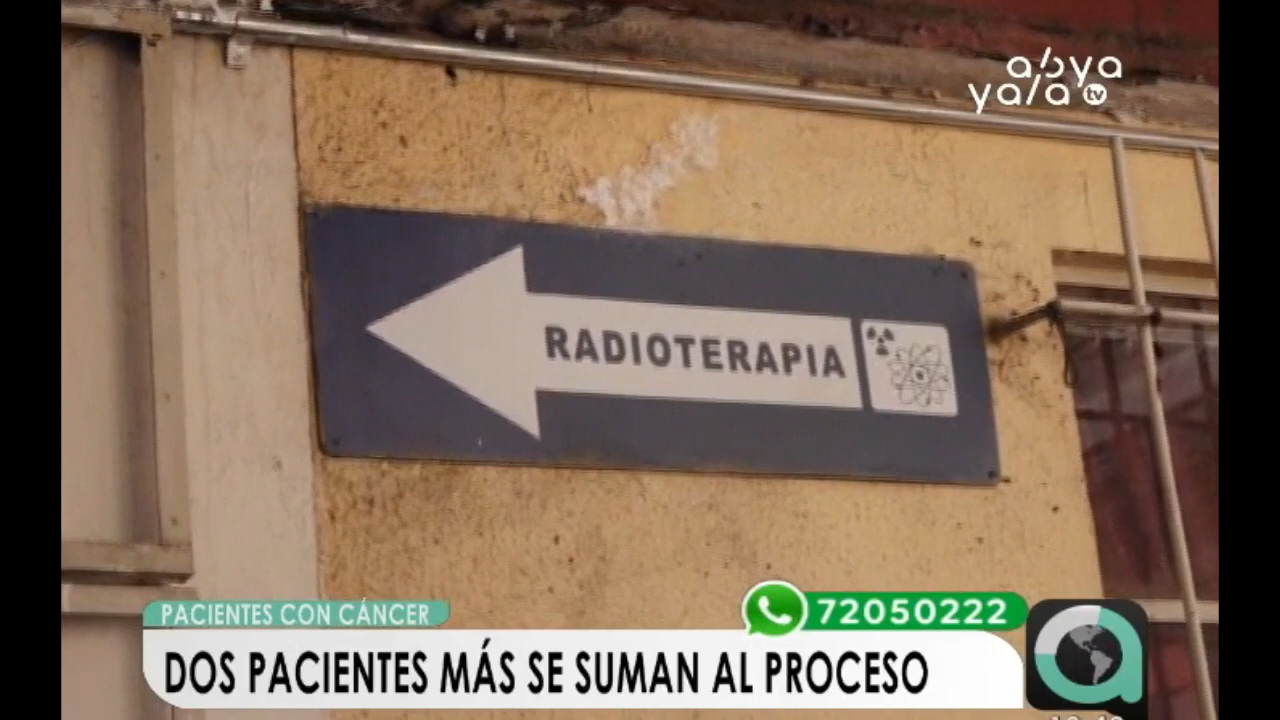 abya
yala tv
RADIOTERAPIA
PACIENTES CON CÁNCER
72050222
DOS PACIENTES MÁS SE SUMAN AL PROCESO